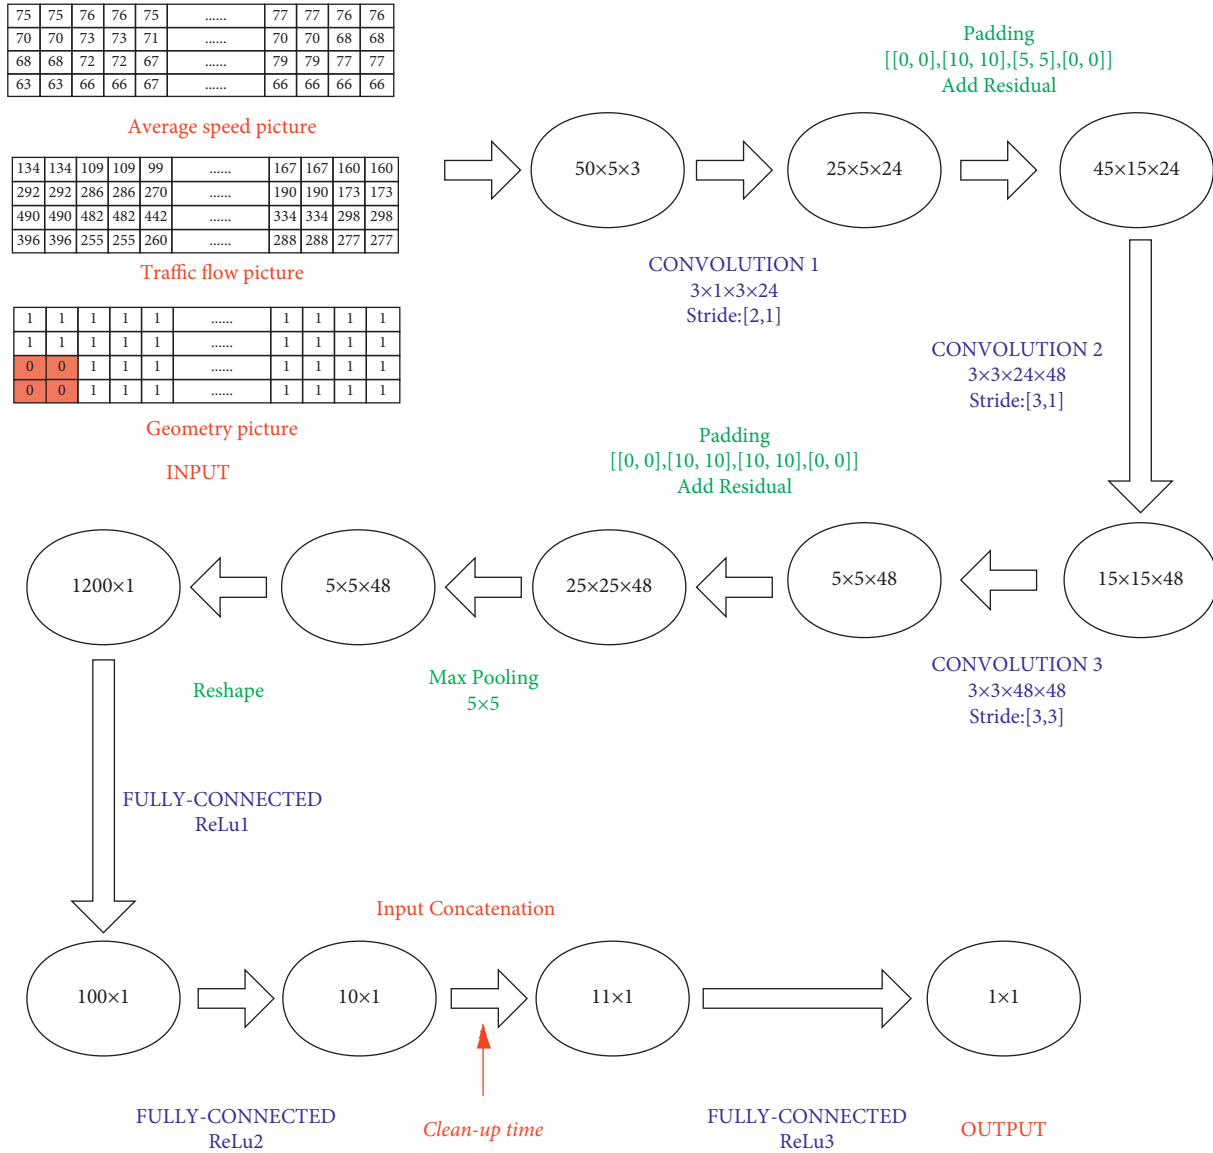 75 75 76 76 75 ...... 77 77 76 76
70 70 73 73 71 ...... 70 70 68 68
68 68 72 72 67 ...... 79 79 77 77
63 63 66 66 67 ...... 66 66 66 66
Average speed picture
134 134 109 109 99 ...... 167 167 160 160
292 292 286 286 270 ...... 190 190 173 173
490 490 482 482 442 ...... 334 334 298 298
396 396 255 255 260 ...... 288 288 277 277
Traffic flow picture
1 1 1 1 1 ...... 1 1 1 1
1 1 1 1 1 ...... 1 1 1 1
0 0 1 1 1 ...... 1 1 1 1
0 0 1 1 1 ...... 1 1 1 1
Geometry picture
INPUT
50×5×3
CONVOLUTION 1
3×1×3×24
Stride:[2,1]
25×5×24
Padding
[[0, 0],[10, 10],[5, 5],[0, 0]]
Add Residual
45×15×24
CONVOLUTION 2
3×3×24×48
Stride:[3,1]
15×15×48
CONVOLUTION 3
3×3×48×48
Stride:[3,3]
5×5×48
Padding
[[0, 0],[10, 10],[10, 10],[0, 0]]
Add Residual
25×25×48
Max Pooling
5×5
5×5×48
Reshape
1200×1
FULLY-CONNECTED
ReLu1
100×1
FULLY-CONNECTED
ReLu2
10×1
Input Concatenation
Clean-up time
11×1
FULLY-CONNECTED
ReLu3
1×1
OUTPUT